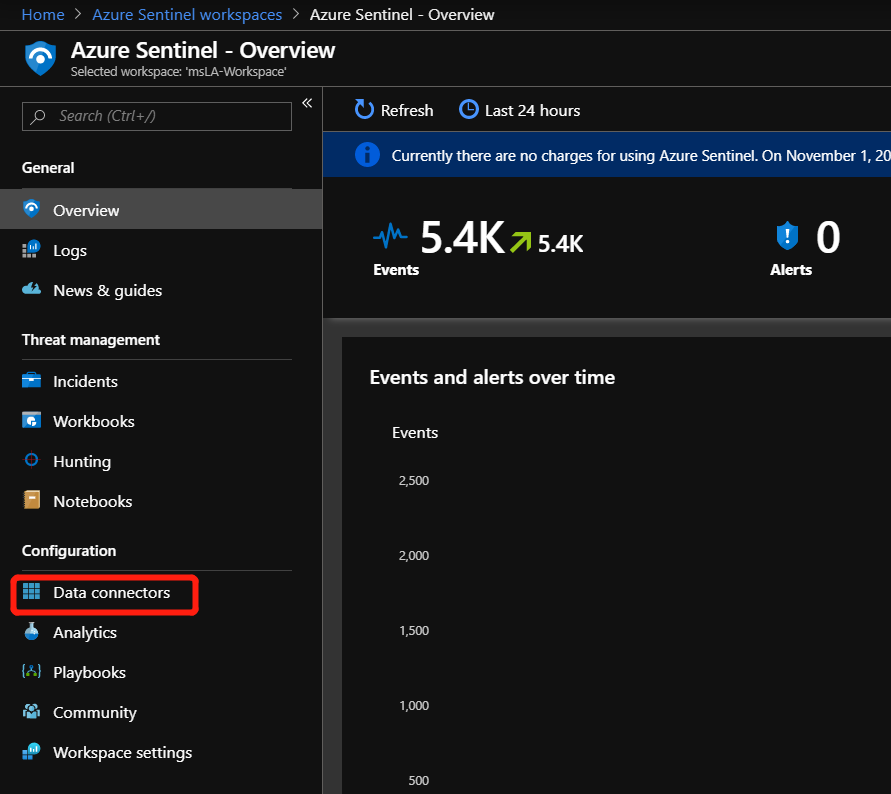 Home > Azure Sentinel workspaces > Azure Sentinel - Overview
Azure Sentinel - Overview
Selected workspace: 'msLA-Workspace'
Search (Ctrl+/)
«
Refresh
Last 24 hours
General
Currently there are no charges for using Azure Sentinel. On November 1, 20
Overview
Logs
News & guides
5.4K 5.4K
Events
0
Alerts
Threat management
Incidents
Workbooks
Hunting
Notebooks
Configuration
Data connectors
Analytics
Playbooks
Community
Workspace settings
Events and alerts over time
Events
2,500
2,000
1,500
1,000
500